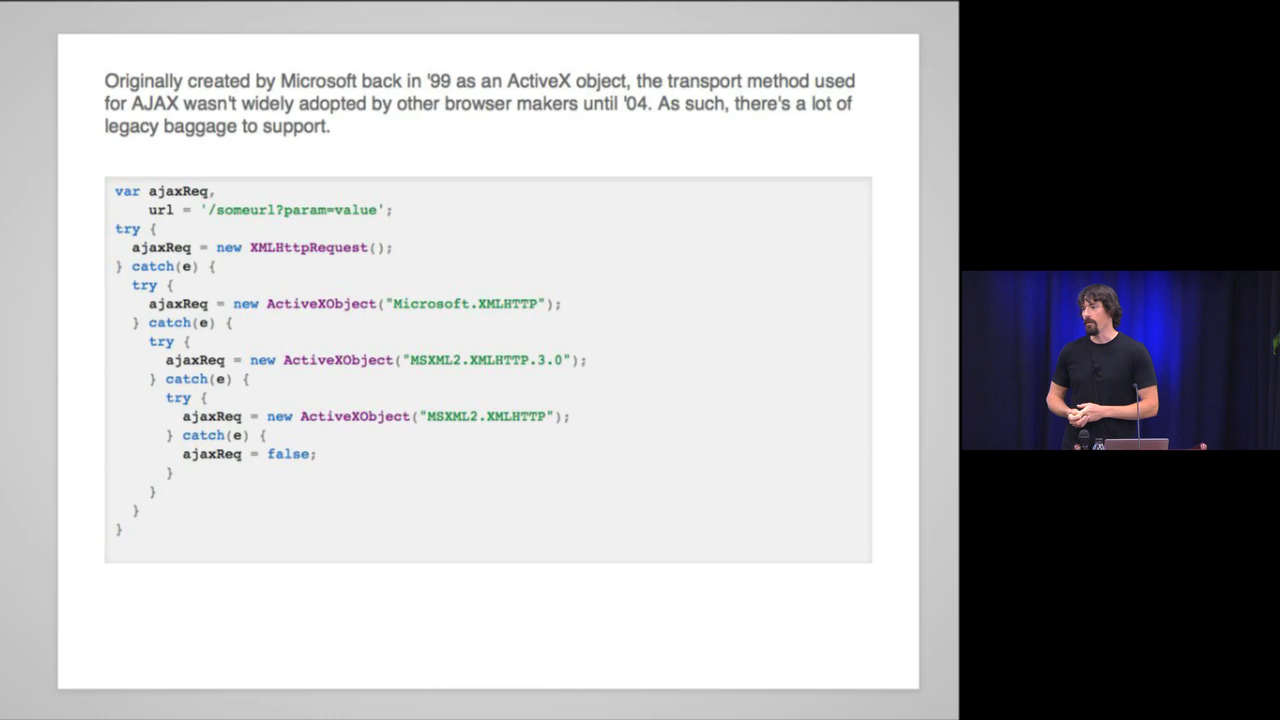 Originally created by Microsoft back in '99 as an ActiveX object, the transport method used
for AJAX wasn't widely adopted by other browser makers until '04. As such, there's a lot of
legacy baggage to support.
var ajaxReq,
    url = '/someurl?param=value';
try {
  ajaxReq = new XMLHttpRequest();
} catch(e) {
  try {
    ajaxReq = new ActiveXObject("Microsoft.XMLHTTP");
  } catch(e) {
    try {
      ajaxReq = new ActiveXObject("MSXML2.XMLHTTP.3.0");
    } catch(e) {
      try {
        ajaxReq = new ActiveXObject("MSXML2.XMLHTTP");
      } catch(e) {
        ajaxReq = false;
      }
    }
  }
}